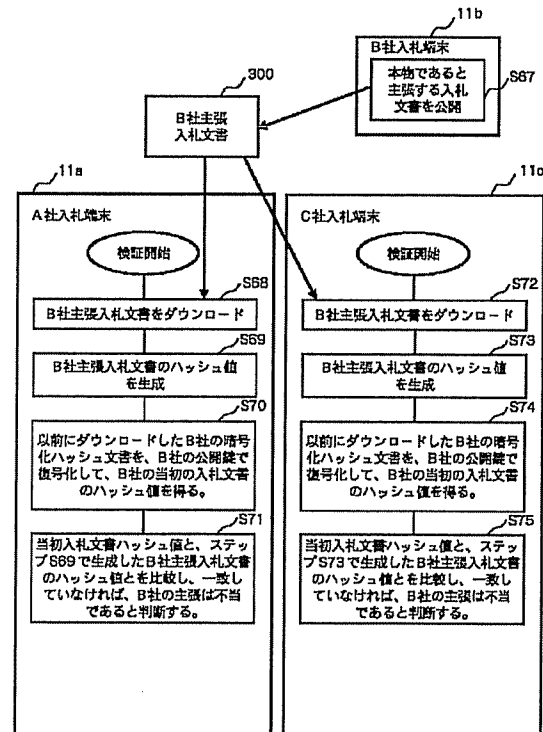 11b
B社入札端末
本物であると
主張する入札
文書を公開
S67
300
B社主張
入札文書
11a
A社入札端末
検証開始
S68
B社主張入札文書をダウンロード
S69
B社主張入札文書のハッシュ値
を生成
S70
以前にダウンロードしたB社の暗号
化ハッシュ文書を、B社の公開鍵で
復号化して、B社の当初の入札文書
のハッシュ値を得る。
S71
当初入札文書ハッシュ値と、ステッ
プS69で生成したB社主張入札文書
のハッシュ値とを比較し、一致し
ていなければ、B社の主張は不当
であると判断する。
11c
C社入札端末
検証開始
S72
B社主張入札文書をダウンロード
S73
B社主張入札文書のハッシュ値
を生成
S74
以前にダウンロードしたB社の暗号
化ハッシュ文書を、B社の公開鍵で
復号化して、B社の当初の入札文書
のハッシュ値を得る。
S75
当初入札文書ハッシュ値と、ステッ
プS73で生成したB社主張入札文書
のハッシュ値とを比較し、一致
していなければ、B社の主張は不当
であると判断する。